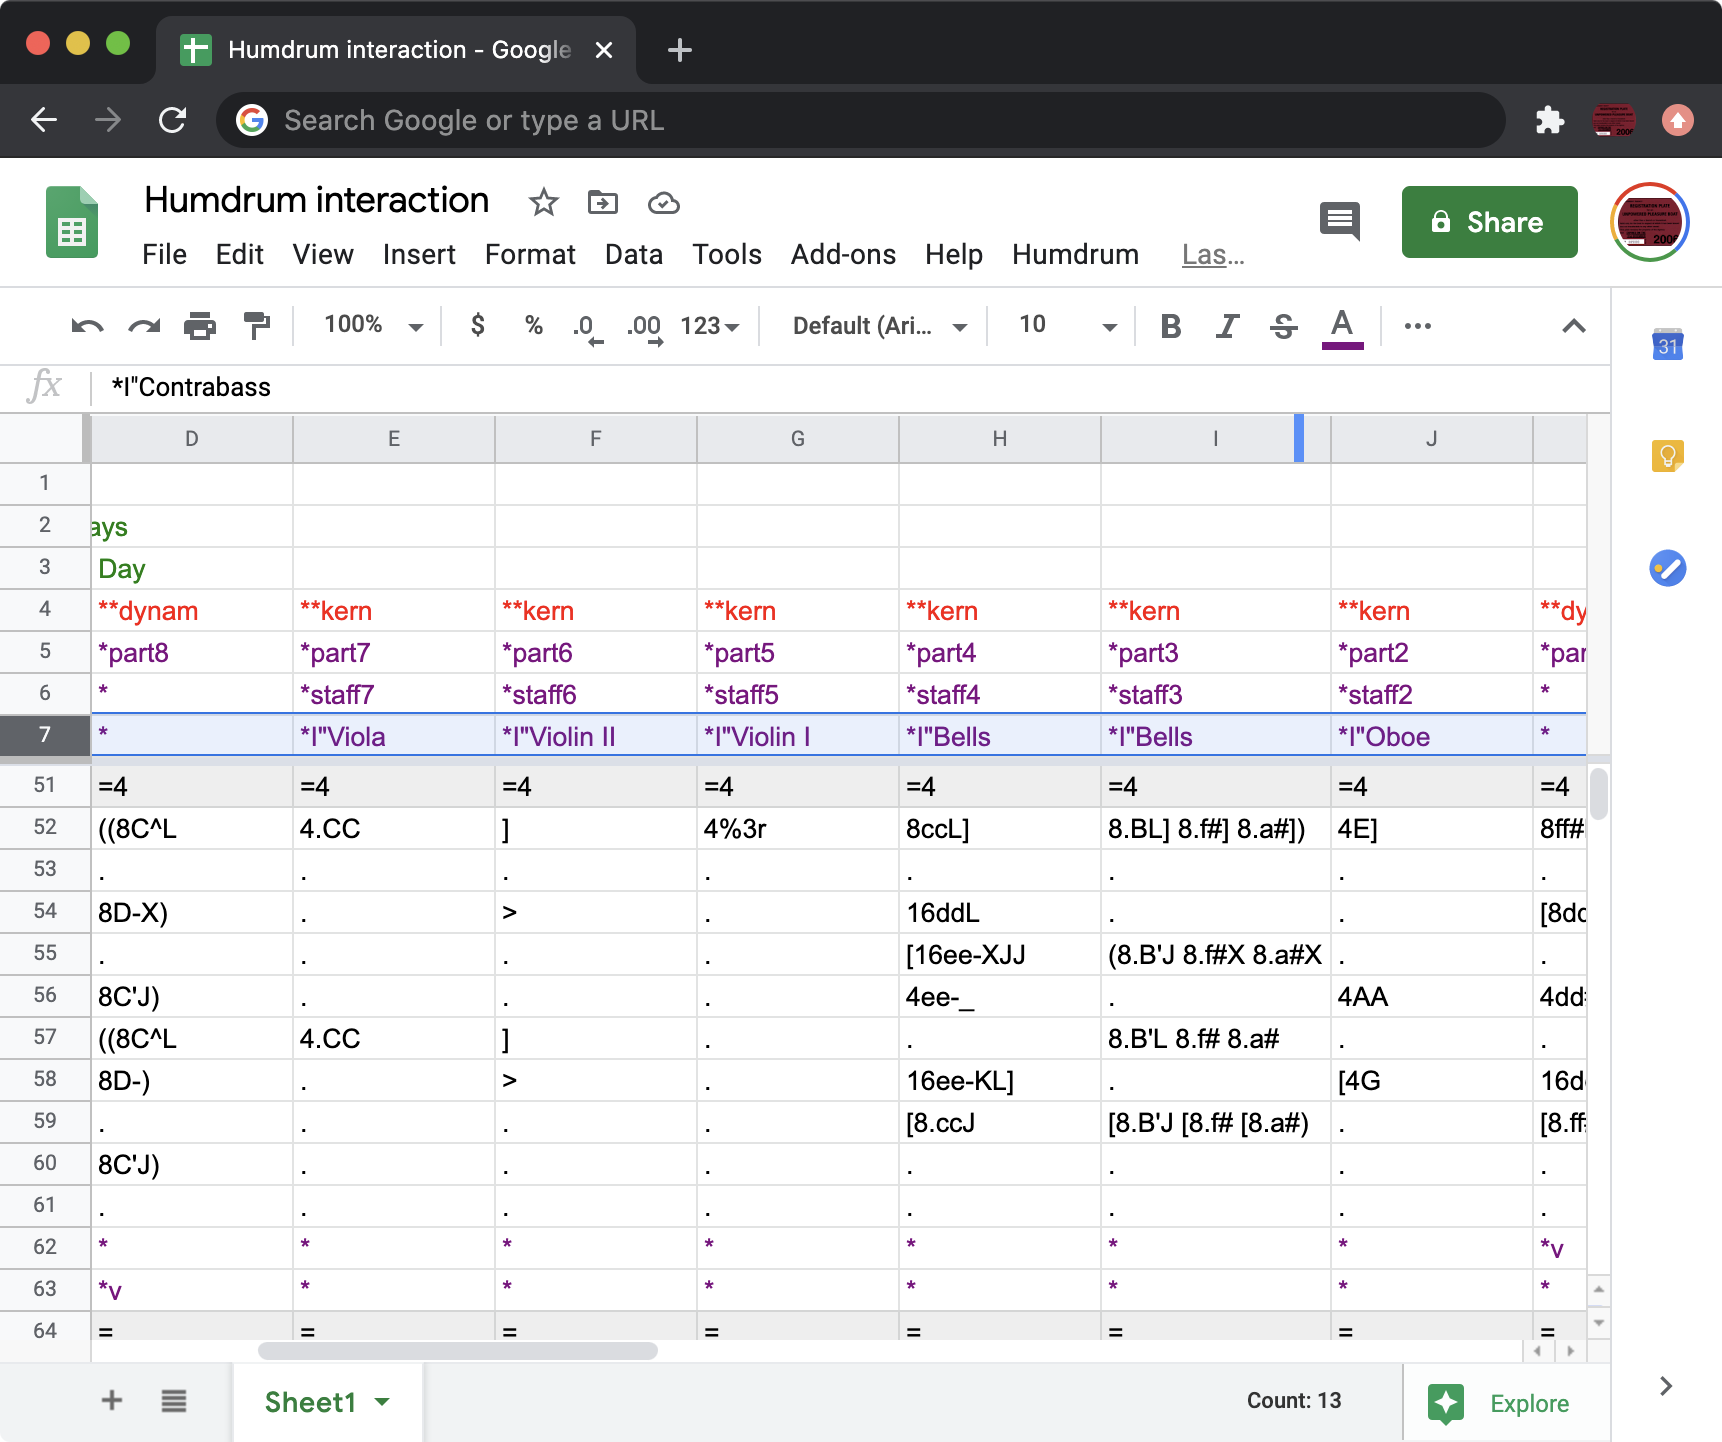 Humdrum interaction - Google
Search Google or type a URL
Humdrum interaction
File Edit View Insert Format Data Tools Add-ons Help Humdrum Las...
Share
100% $ % .0 .00 123 Default (Ari... 10 B I S A
31
fx *I"Contrabass
D E F G H I J
1
2 ays
3 Day
4 **dynam **kern **kern **kern **kern **kern **kern **dy
5 *part8 *part7 *part6 *part5 *part4 *part3 *part2 *par
6 * *staff7 *staff6 *staff5 *staff4 *staff3 *staff2 *
7 * *I"Viola *I"Violin II *I"Violin I *I"Bells *I"Bells *I"Oboe *
51 =4 =4 =4 =4 =4 =4 =4 =4
52 ((8C^L 4.CC ] 4%3r 8ccL] 8.BL] 8.f#] 8.a#]) 4E] 8ff#
53 . . . . . . . .
54 8D-X) . > . 16ddL . . [8dd
55 . . . . [16ee-XJJ (8.B'J 8.f#X 8.a#X . .
56 8C'J) . . . 4ee-_ . 4AA 4dd#
57 ((8C^L 4.CC ] . . 8.B'L 8.f# 8.a# . .
58 8D-) . > . 16ee-KL] . [4G 16d
59 . . . . [8.ccJ [8.B'J [8.f# [8.a#) . [8.ff#
60 8C'J) . . . . . . .
61 . . . . . . . .
62 * * * * * * * *v
63 *v * * * * * * *
64 = = = = = = = =
Sheet1
Count: 13
Explore